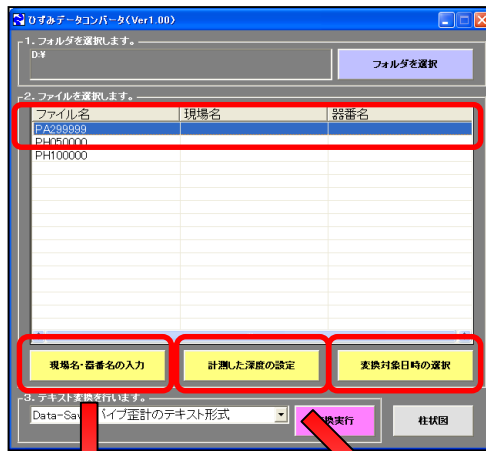 ひずみデータコンバータ(Ver1.00)
1.フォルダを選択します。
D:¥
フォルダを選択
2.ファイルを選択します。
ファイル名 現場名 器番名
PA299999
PH050000
PH100000
現場名・器番名の入力 計測した深度の設定 変換対象日時の選択
3.テキスト変換を行います。
パイプ歪計のテキスト形式
換実行 柱状図